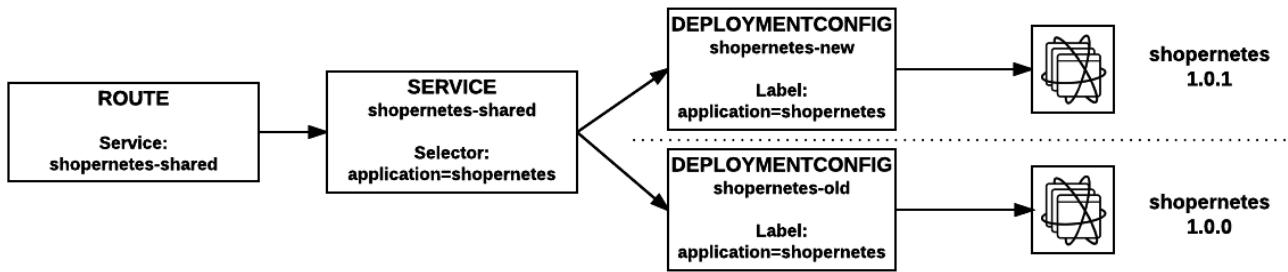 ROUTE
Service:
shopernetes-shared
SERVICE
shopernetes-shared
Selector:
application=shopernetes
DEPLOYMENTCONFIG
shopernetes-new
Label:
application=shopernetes
shopernetes
1.0.1
DEPLOYMENTCONFIG
shopernetes-old
Label:
application=shopernetes
shopernetes
1.0.0